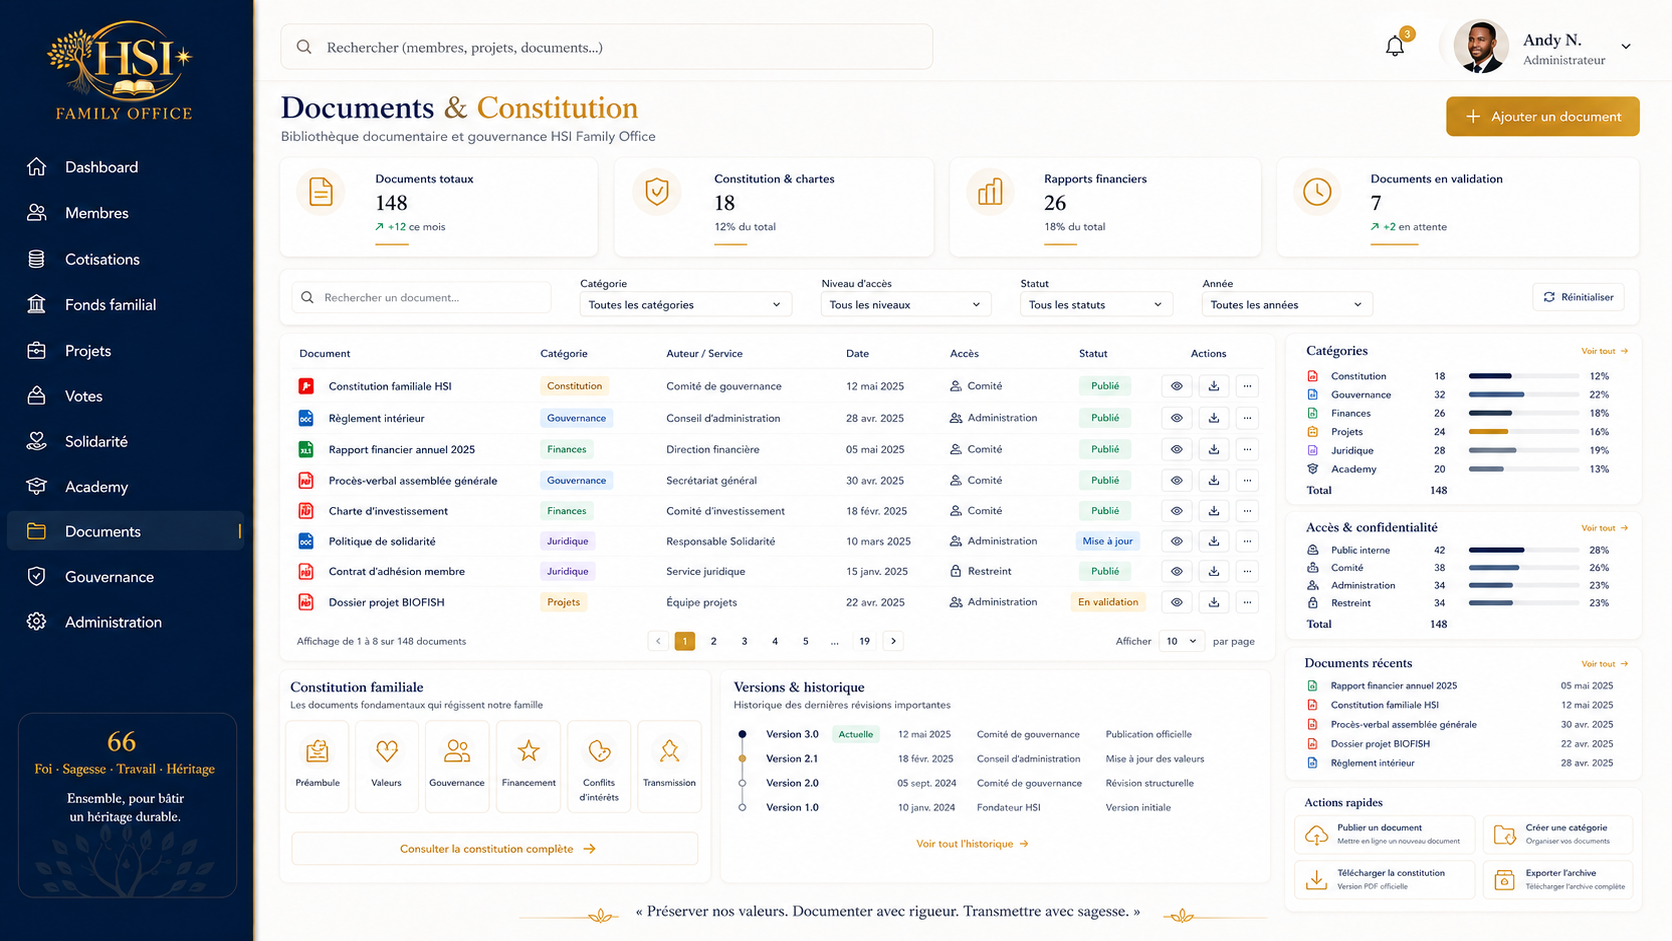 HSI
FAMILY OFFICE
Dashboard
Membres
Cotisations
Fonds familial
Projets
Votes
Solidarité
Academy
Documents
Gouvernance
Administration
66
Foi · Sagesse · Travail · Héritage
Ensemble, pour bâtir
un héritage durable.
Rechercher (membres, projets, documents...)
3
Andy N.
Administrateur
Documents & Constitution
Bibliothèque documentaire et gouvernance HSI Family Office
+ Ajouter un document
Documents totaux
148
↗ +12 ce mois
Constitution & chartes
18
12% du total
Rapports financiers
26
18% du total
Documents en validation
7
↗ +2 en attente
Rechercher un document...
Catégorie
Toutes les catégories
Niveau d'accès
Tous les niveaux
Statut
Tous les statuts
Année
Toutes les années
Réinitialiser
Document Catégorie Auteur / Service Date Accès Statut Actions
Constitution familiale HSI Constitution Comité de gouvernance 12 mai 2025 Comité Publié ...
DOC Règlement intérieur Gouvernance Conseil d'administration 28 avr. 2025 Administration Publié ...
XLS Rapport financier annuel 2025 Finances Direction financière 05 mai 2025 Comité Publié ...
Procès-verbal assemblée générale Gouvernance Secrétariat général 30 avr. 2025 Comité Publié ...
Charte d'investissement Finances Comité d'investissement 18 févr. 2025 Comité Publié ...
DOC Politique de solidarité Juridique Responsable Solidarité 10 mars 2025 Administration Mise à jour ...
Contrat d'adhésion membre Juridique Service juridique 15 janv. 2025 Restreint Publié ...
Dossier projet BIOFISH Projets Équipe projets 22 avr. 2025 Administration En validation ...
Affichage de 1 à 8 sur 148 documents
‹ 1 2 3 4 5 ... 19 ›
Afficher 10 par page
Catégories Voir tout →
Constitution 18 12%
Gouvernance 32 22%
Finances 26 18%
Projets 24 16%
Juridique 28 19%
Academy 20 13%
Total 148
Accès & confidentialité Voir tout →
Public interne 42 28%
Comité 38 26%
Administration 34 23%
Restreint 34 23%
Total 148
Documents récents Voir tout →
Rapport financier annuel 2025 05 mai 2025
Constitution familiale HSI 12 mai 2025
Procès-verbal assemblée générale 30 avr. 2025
Dossier projet BIOFISH 22 avr. 2025
Règlement intérieur 28 avr. 2025
Actions rapides
Publier un document
Mettre en ligne un nouveau document
Créer une catégorie
Organiser vos documents
Télécharger la constitution
Version PDF officielle
Exporter l'archive
Télécharger l'archive complète
Constitution familiale
Les documents fondamentaux qui régissent notre famille
Préambule
Valeurs
Gouvernance
Financement
Conflits
d'intérêts
Transmission
Consulter la constitution complète →
Versions & historique
Historique des dernières révisions importantes
Version 3.0 Actuelle 12 mai 2025 Comité de gouvernance Publication officielle
Version 2.1 18 févr. 2025 Conseil d'administration Mise à jour des valeurs
Version 2.0 05 sept. 2024 Comité de gouvernance Révision structurelle
Version 1.0 10 janv. 2024 Fondateur HSI Version initiale
Voir tout l'historique →
« Préserver nos valeurs. Documenter avec rigueur. Transmettre avec sagesse. »